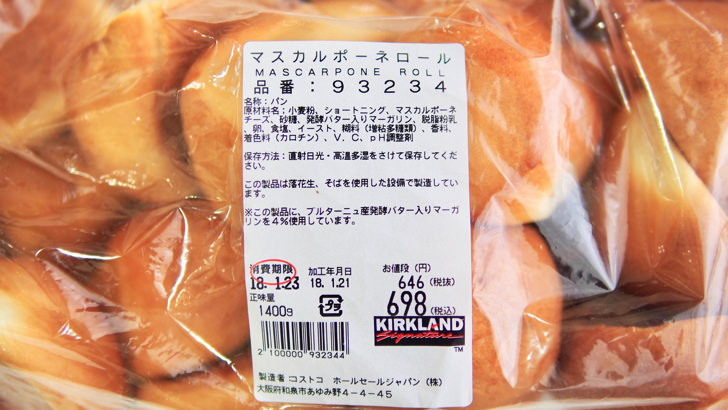 マスカルポーネロール
MASCARPONE ROLL
品番：93234
名称：パン
原材料名：小麦粉、ショートニング、マスカルポーネ
チーズ、砂糖、発酵バター入りマーガリン、脱脂粉乳
、卵、食塩、イースト、糊料（増粘多糖類）、香料、
着色料（カロチン）、V．C、pH調整剤
保存方法：直射日光・高温多湿をさけて保存してくだ
さい。
この製品は落花生、そばを使用した設備で製造してい
ます。
※この製品に、ブルターニュ産発酵バター入りマーガ
リンを4%使用しています。
消費期限 加工年月日 お値段（円）
18. 1.23 18. 1.21 646（税抜）
正味量 698（税込）
1400g プラ
KIRKLAND
Signature
TM
2 100000 932344
製造者 コストコ ホールセールジャパン（株）
大阪府和泉市あゆみ野4-4-45